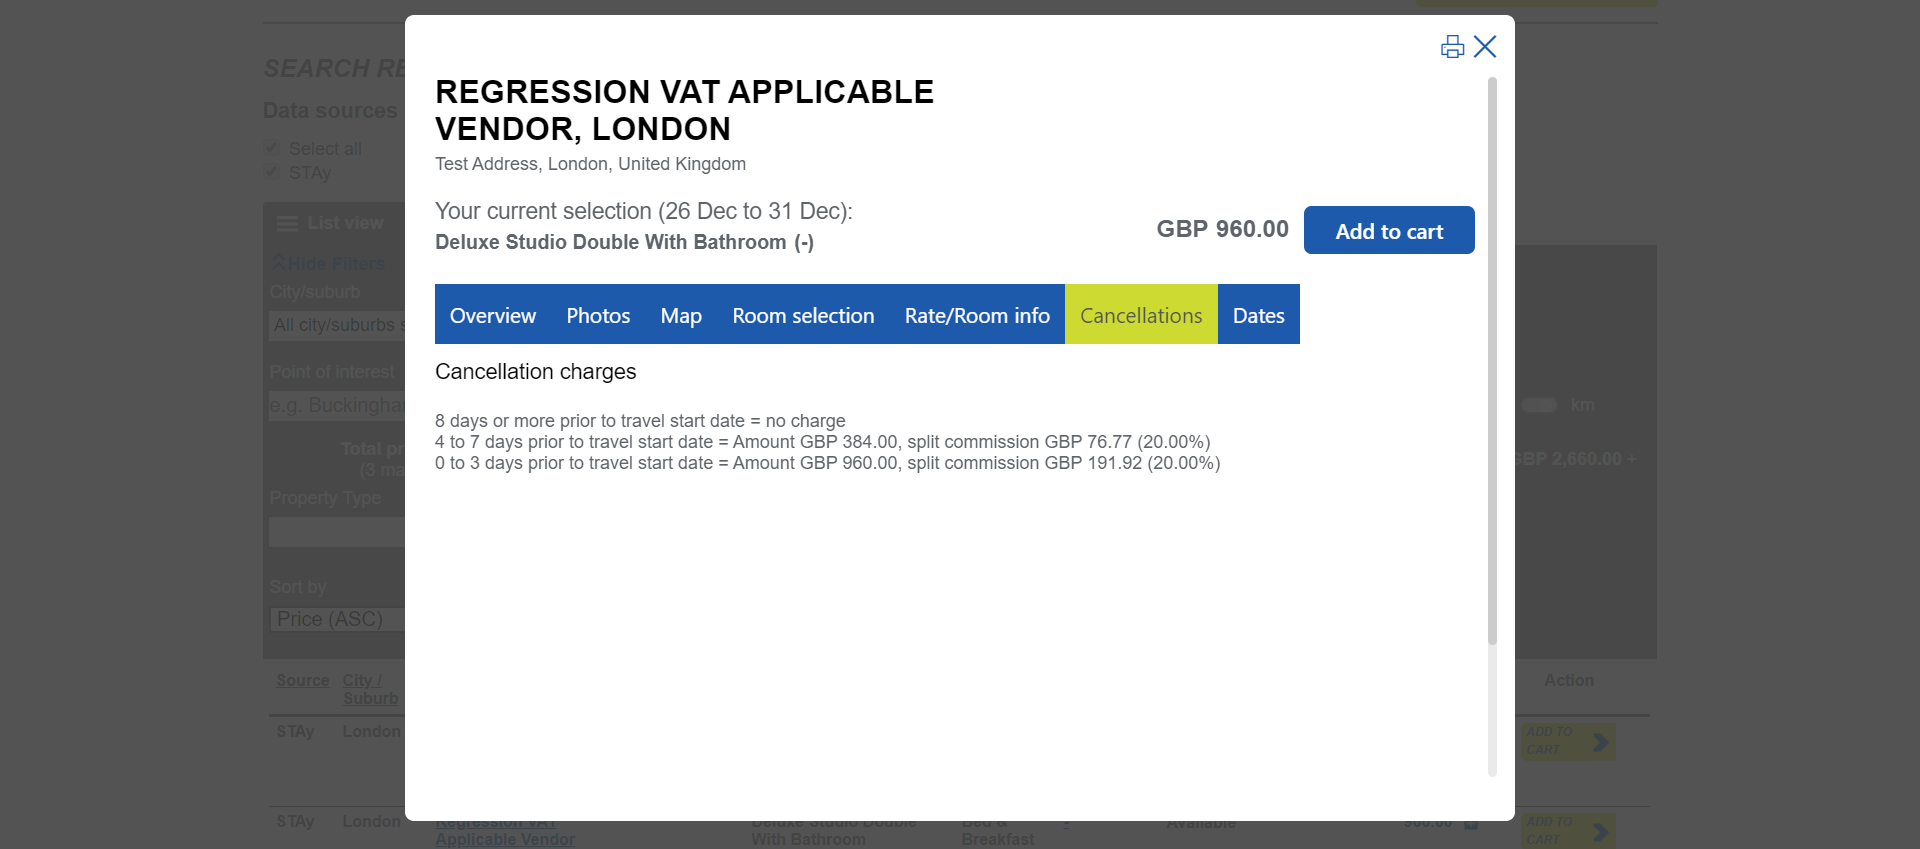 REGRESSION VAT APPLICABLE
VENDOR, LONDON
Test Address, London, United Kingdom
Your current selection (26 Dec to 31 Dec):
Deluxe Studio Double With Bathroom (-)
GBP 960.00
Add to cart
Overview
Photos
Map
Room selection
Rate/Room info
Cancellations
Dates
Cancellation charges
8 days or more prior to travel start date = no charge
4 to 7 days prior to travel start date = Amount GBP 384.00, split commission GBP 76.77 (20.00%)
0 to 3 days prior to travel start date = Amount GBP 960.00, split commission GBP 191.92 (20.00%)
SEARCH RE
Data sources
Select all
STAy
List view
Hide Filters
City/suburb
All city/suburbs s
Point of interest
e.g. Buckingha
km
Total pr
(3 ma
GBP 2,660.00 +
Property Type
Sort by
Price (ASC)
Source
City /
Suburb
Action
STAy
London
ADD TO
CART
STAy
London
Regression VAT
Applicable Vendor
Deluxe Studio Double
With Bathroom
Bed &
Breakfast
-
Available
960.00
ADD TO
CART